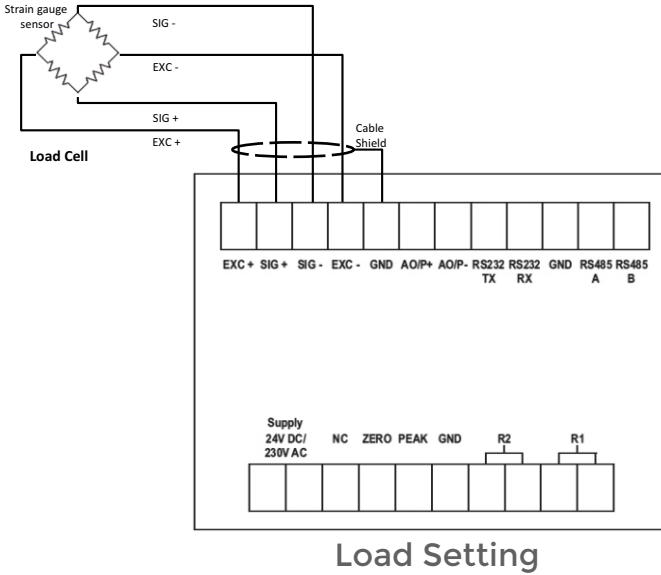 Strain gauge
sensor
SIG -
EXC -
SIG +
EXC +
Load Cell
Cable
Shield
EXC + SIG + SIG - EXC - GND AO/P+ AO/P- RS232 RS232 GND RS485 RS485
TX RX A B
Supply
24V DC/ NC ZERO PEAK GND R2 R1
230V AC
Load Setting